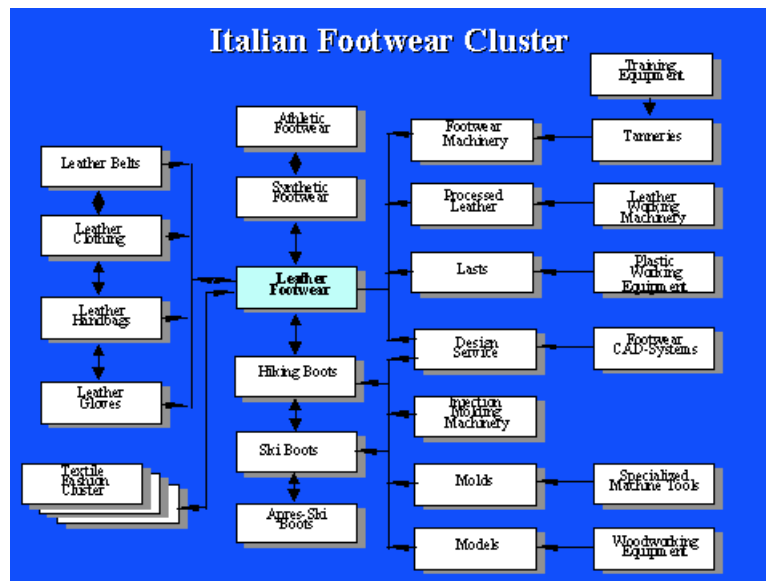 Italian Footwear Cluster
Training
Equipment
Athletic
Footwear
Footwear
Machinery
Tanneries
Leather Belts
Synthetic
Footwear
Processed
Leather
Leather
Working
Machinery
Leather
Clothing
Leather
Footwear
Lasts
Plastic
Working
Equipment
Leather
Handbags
Design
Service
Footwear
CAD-Systems
Hiking Boots
Leather
Gloves
Injection
Molding
Machinery
Ski Boots
Textile
Fashion
Cluster
Molds
Specialized
Machine Tools
Apres-Ski
Boots
Models
Woodworking
Equipment